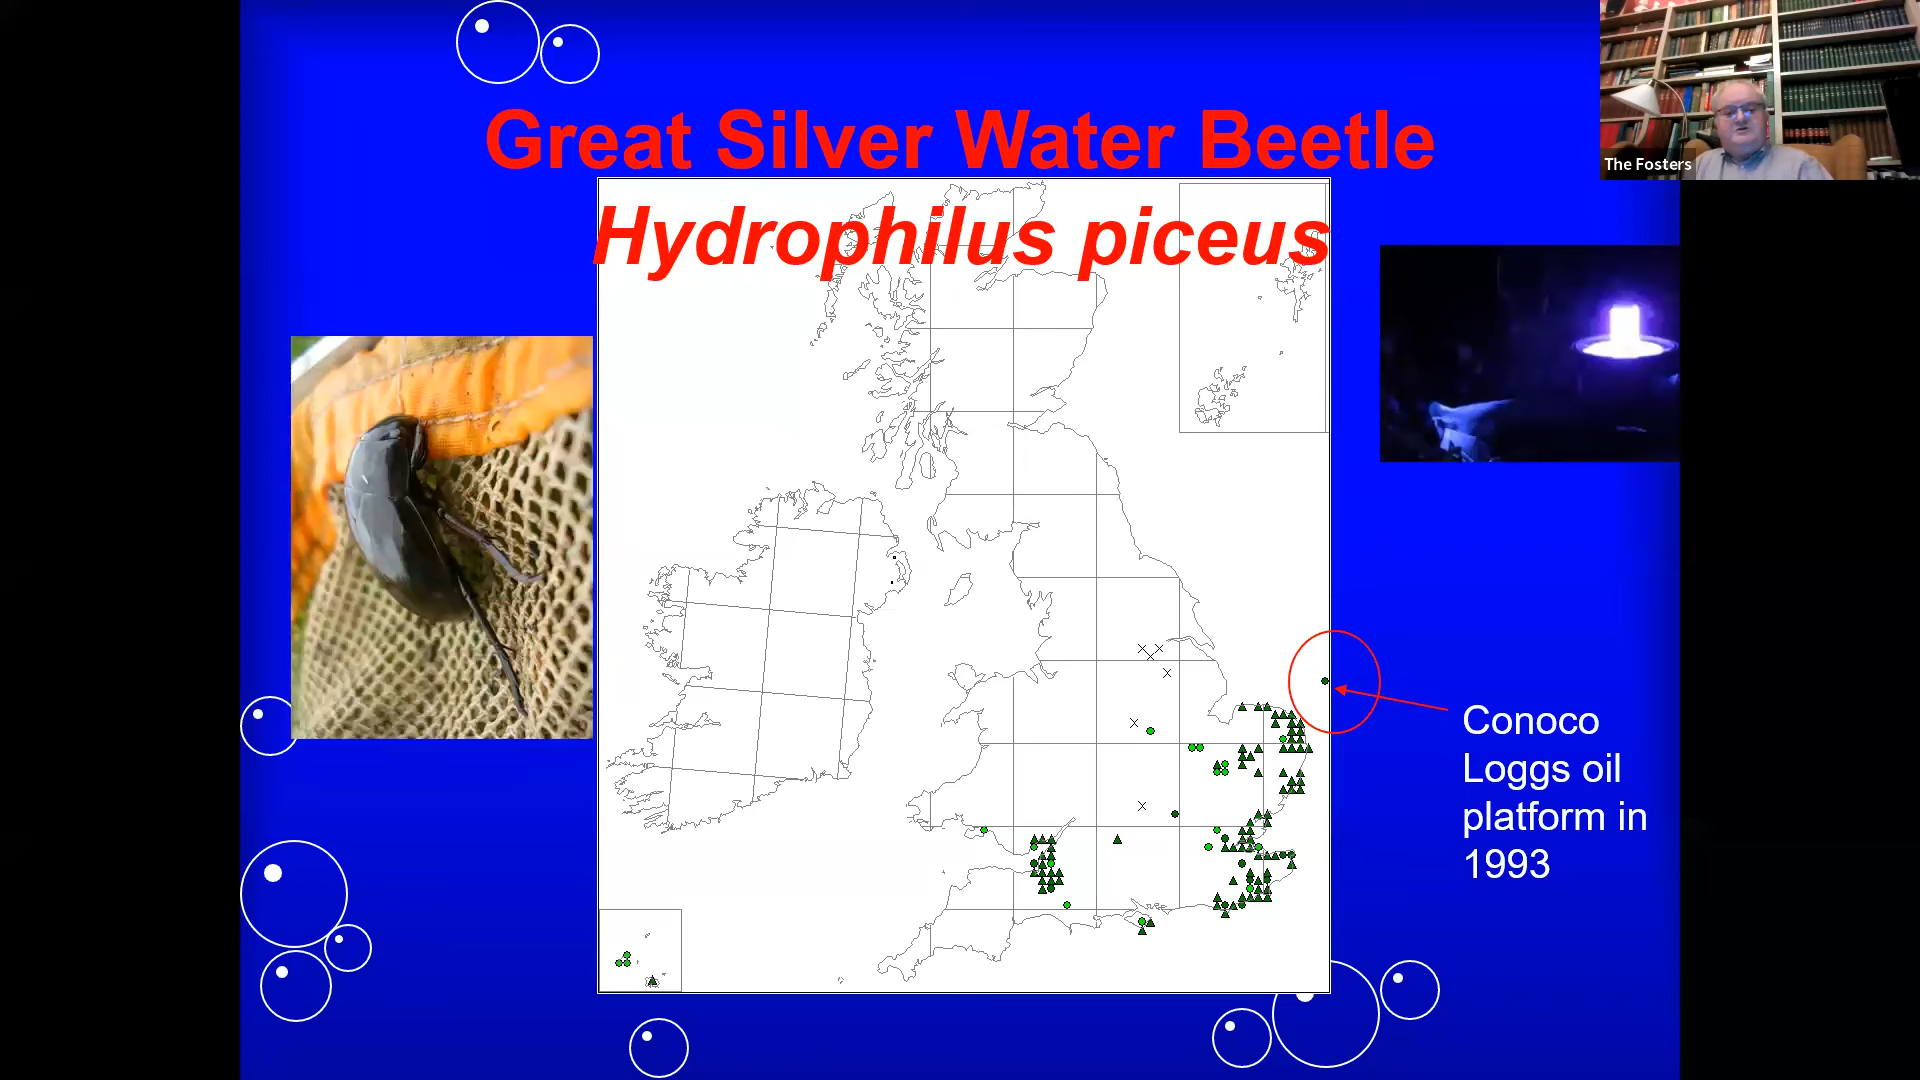 Great Silver Water Beetle
Hydrophilus piceus
The Fosters
Conoco
Loggs oil
platform in
1993